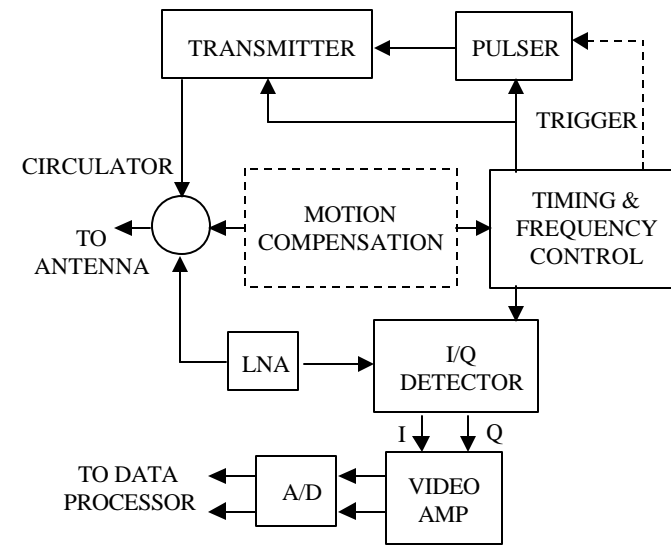 TRANSMITTER
PULSER
TRIGGER
CIRCULATOR
MOTION
COMPENSATION
TIMING &
FREQUENCY
CONTROL
TO
ANTENNA
LNA
I/Q
DETECTOR
I
Q
TO DATA
PROCESSOR
A/D
VIDEO
AMP